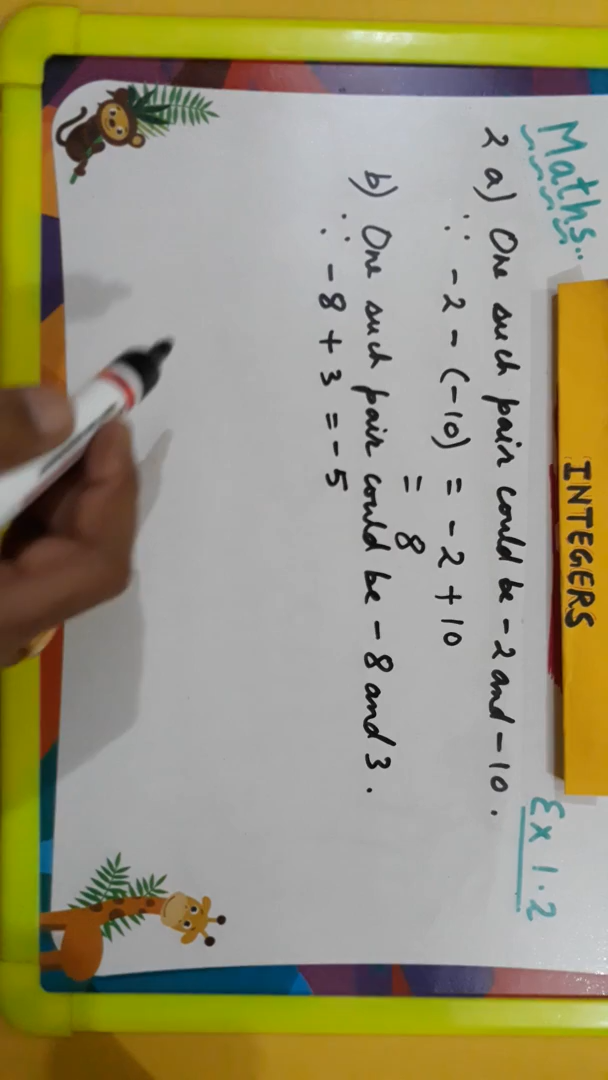 Maths..
INTEGERS
Ex 1.2
2 a) One such pair could be -2 and -10.
∵ -2 - (-10) = -2 + 10
= 8
b) One such pair could be -8 and 3.
∵ -8 + 3 = -5